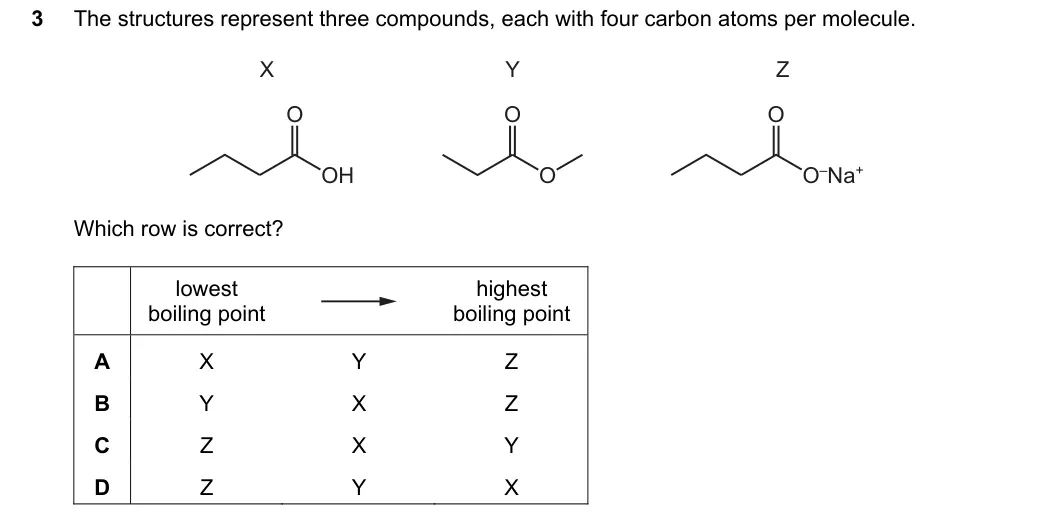 3 The structures represent three compounds, each with four carbon atoms per molecule.
X Y Z
O O O
OH O O⁻Na⁺
Which row is correct?
lowest boiling point highest boiling point
A X Y Z
B Y X Z
C Z X Y
D Z Y X